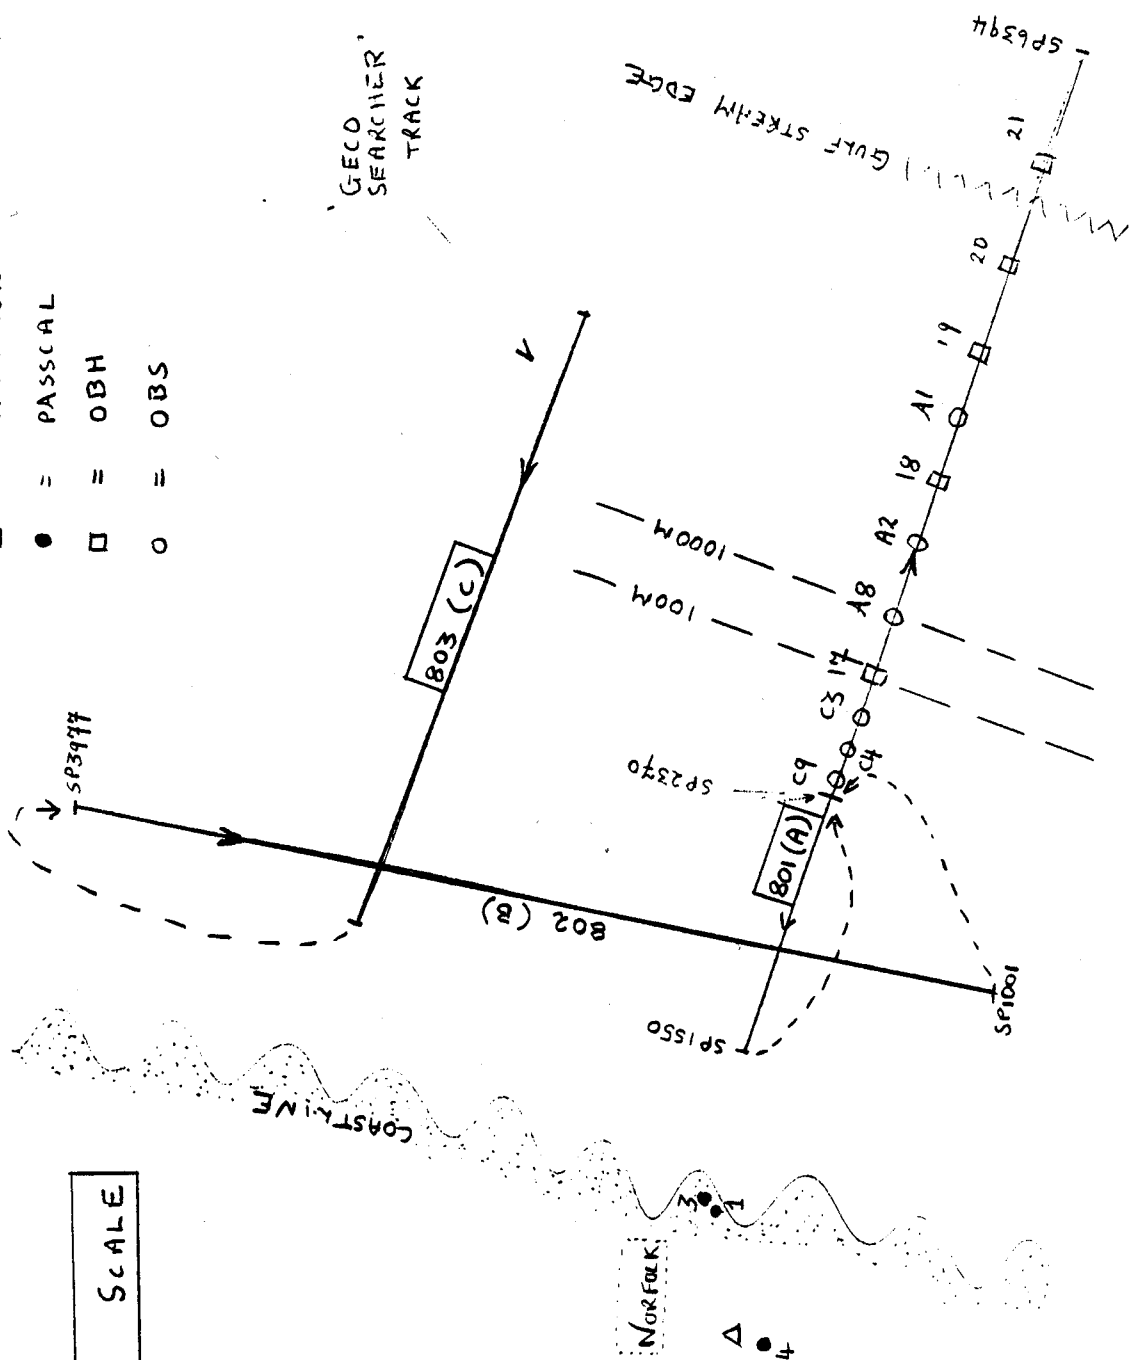 ● = PASSCAL
□ = OBH
○ = OBS
'GECO
SEARCHER'
TRACK
SCALE
SP3977
803 (C)
802 (B)
801 (A)
SP1550
SP1001
SP2370
C9
C4
C3
17
A8
A2
18
A1
19
20
21
SP6394
100M
1000M
GULF STREAM EDGE
COASTLINE
NORFOLK
3
1
4